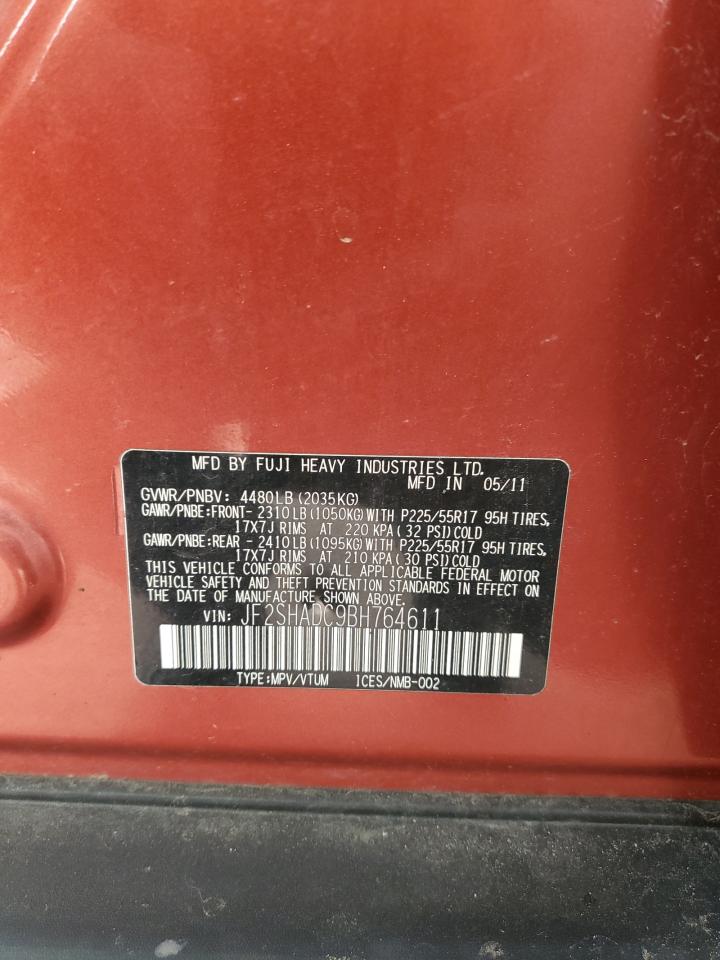 MFD BY FUJI HEAVY INDUSTRIES LTD.
MFD IN 05/11
GVWR/PNBV: 4480LB(2035KG)
GAWR/PNBE:FRONT- 2310LB(1050KG)WITH P225/55R17 95H TIRES,
17X7J RIMS AT 220 KPA(32 PSI)COLD
GAWR/PNBE:REAR - 2410LB(1095KG)WITH P225/55R17 95H TIRES,
17X7J RIMS AT 210 KPA(30 PSI)COLD
THIS VEHICLE CONFORMS TO ALL APPLICABLE FEDERAL MOTOR
VEHICLE SAFETY AND THEFT PREVENTION STANDARDS IN EFFECT ON
THE DATE OF MANUFACTURE SHOWN ABOVE.
VIN: JF2SHADC9BH764611
TYPE:MPV/VTUM ICES/NMB-002